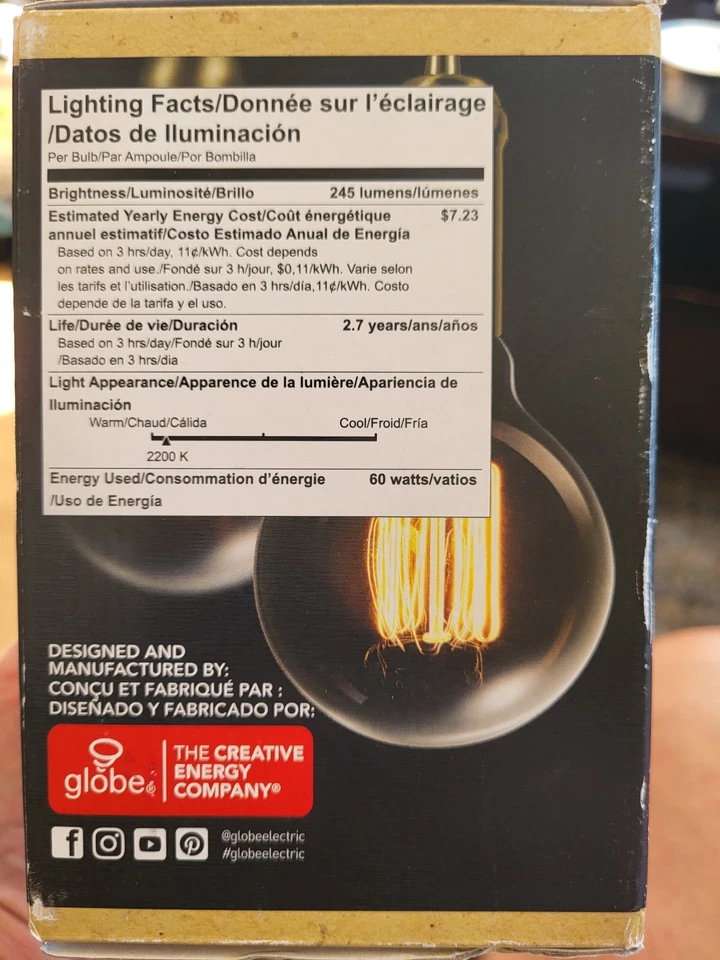 Lighting Facts/Donnée sur l'éclairage
/Datos de Iluminación
Per Bulb/Par Ampoule/Por Bombilla
Brightness/Luminosité/Brillo 245 lumens/lúmenes
Estimated Yearly Energy Cost/Coût énergétique $7.23
annuel estimatif/Costo Estimado Anual de Energía
Based on 3 hrs/day, 11¢/kWh. Cost depends
on rates and use./Fondé sur 3 h/jour, $0,11/kWh. Varie selon
les tarifs et l'utilisation./Basado en 3 hrs/día,11¢/kWh. Costo
depende de la tarifa y el uso.
Life/Durée de vie/Duración 2.7 years/ans/años
Based on 3 hrs/day/Fondé sur 3 h/jour
/Basado en 3 hrs/dia
Light Appearance/Apparence de la lumière/Apariencia de
Iluminación
Warm/Chaud/Cálida Cool/Froid/Fría
2200 K
Energy Used/Consommation d'énergie 60 watts/vatios
/Uso de Energía
DESIGNED AND
MANUFACTURED BY:
CONÇU ET FABRIQUÉ PAR :
DISEÑADO Y FABRICADO POR:
globe® THE CREATIVE
ENERGY
COMPANY®
@globeelectric
#globeelectric